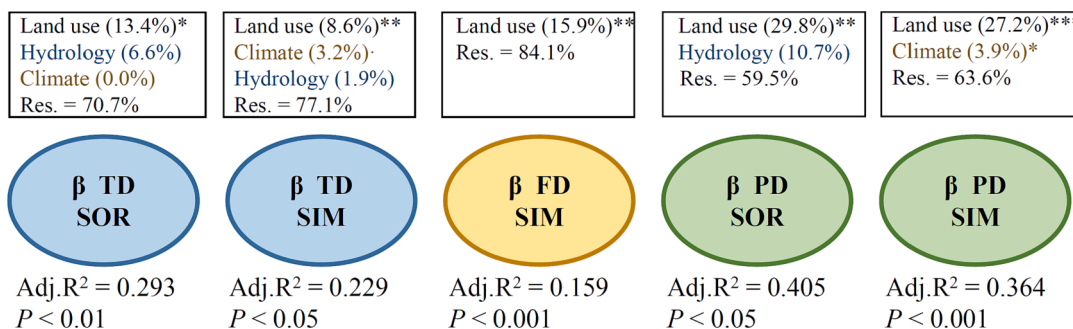 Land use (13.4%)*
Hydrology (6.6%)
Climate (0.0%)
Res. = 70.7%
β TD
SOR
Adj.R² = 0.293
P < 0.01
Land use (8.6%)**
Climate (3.2%)·
Hydrology (1.9%)
Res. = 77.1%
β TD
SIM
Adj.R² = 0.229
P < 0.05
Land use (15.9%)**
Res. = 84.1%
β FD
SIM
Adj.R² = 0.159
P < 0.001
Land use (29.8%)**
Hydrology (10.7%)
Res. = 59.5%
β PD
SOR
Adj.R² = 0.405
P < 0.05
Land use (27.2%)***
Climate (3.9%)*
Res. = 63.6%
β PD
SIM
Adj.R² = 0.364
P < 0.001